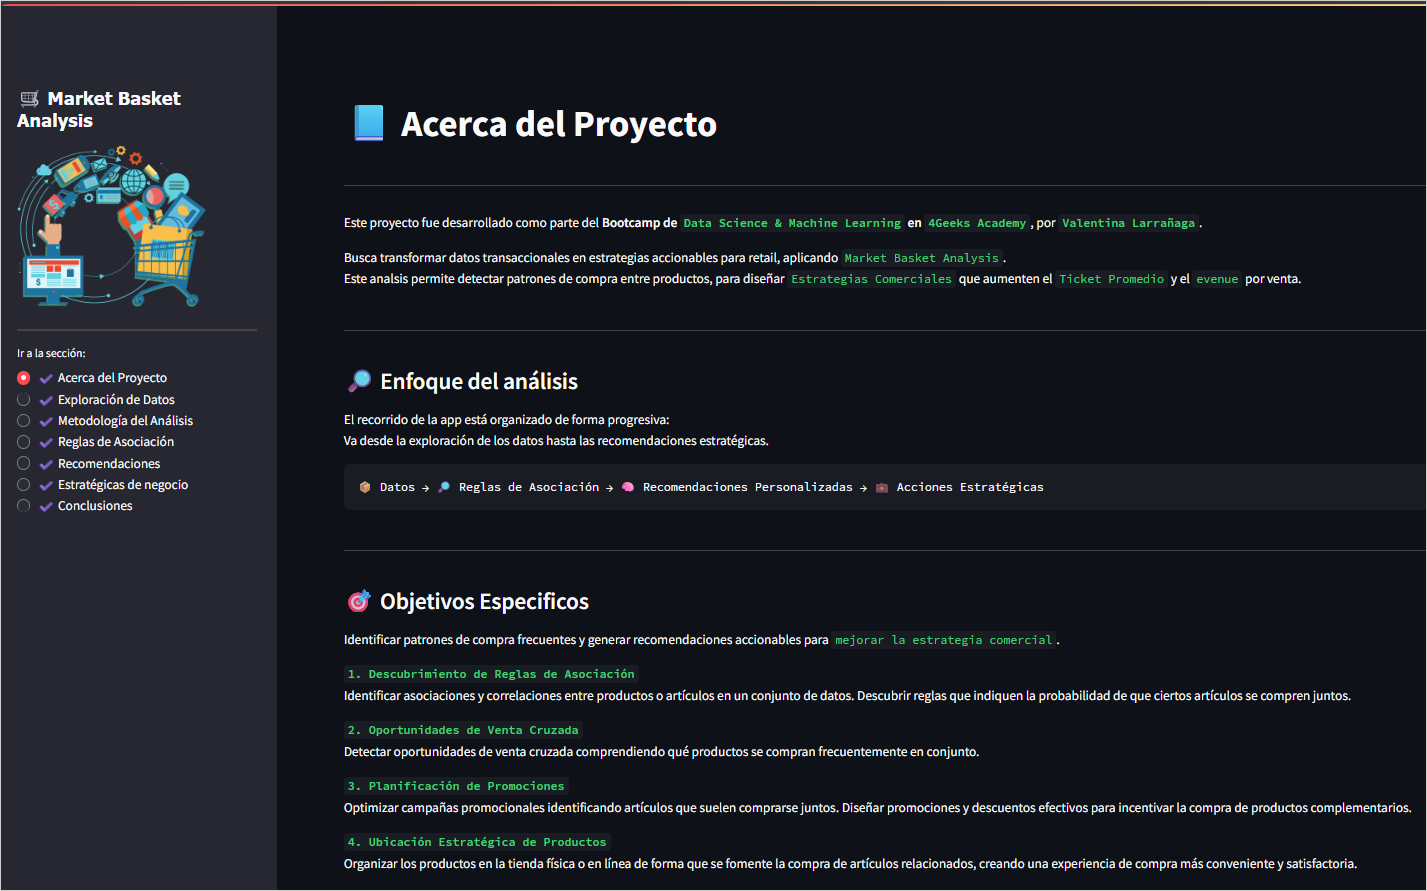 Market Basket
Analysis
Ir a la sección:
Acerca del Proyecto
Exploración de Datos
Metodología del Análisis
Reglas de Asociación
Recomendaciones
Estratégicas de negocio
Conclusiones
Acerca del Proyecto
Este proyecto fue desarrollado como parte del Bootcamp de Data Science & Machine Learning en 4Geeks Academy , por Valentina Larrañaga .
Busca transformar datos transaccionales en estrategias accionables para retail, aplicando Market Basket Analysis .
Este analsis permite detectar patrones de compra entre productos, para diseñar Estrategias Comerciales que aumenten el Ticket Promedio y el evenue por venta.
Enfoque del análisis
El recorrido de la app está organizado de forma progresiva:
Va desde la exploración de los datos hasta las recomendaciones estratégicas.
Datos → Reglas de Asociación → Recomendaciones Personalizadas → Acciones Estratégicas
Objetivos Especificos
Identificar patrones de compra frecuentes y generar recomendaciones accionables para mejorar la estrategia comercial .
1. Descubrimiento de Reglas de Asociación
Identificar asociaciones y correlaciones entre productos o artículos en un conjunto de datos. Descubrir reglas que indiquen la probabilidad de que ciertos artículos se compren juntos.
2. Oportunidades de Venta Cruzada
Detectar oportunidades de venta cruzada comprendiendo qué productos se compran frecuentemente en conjunto.
3. Planificación de Promociones
Optimizar campañas promocionales identificando artículos que suelen comprarse juntos. Diseñar promociones y descuentos efectivos para incentivar la compra de productos complementarios.
4. Ubicación Estratégica de Productos
Organizar los productos en la tienda física o en línea de forma que se fomente la compra de artículos relacionados, creando una experiencia de compra más conveniente y satisfactoria.